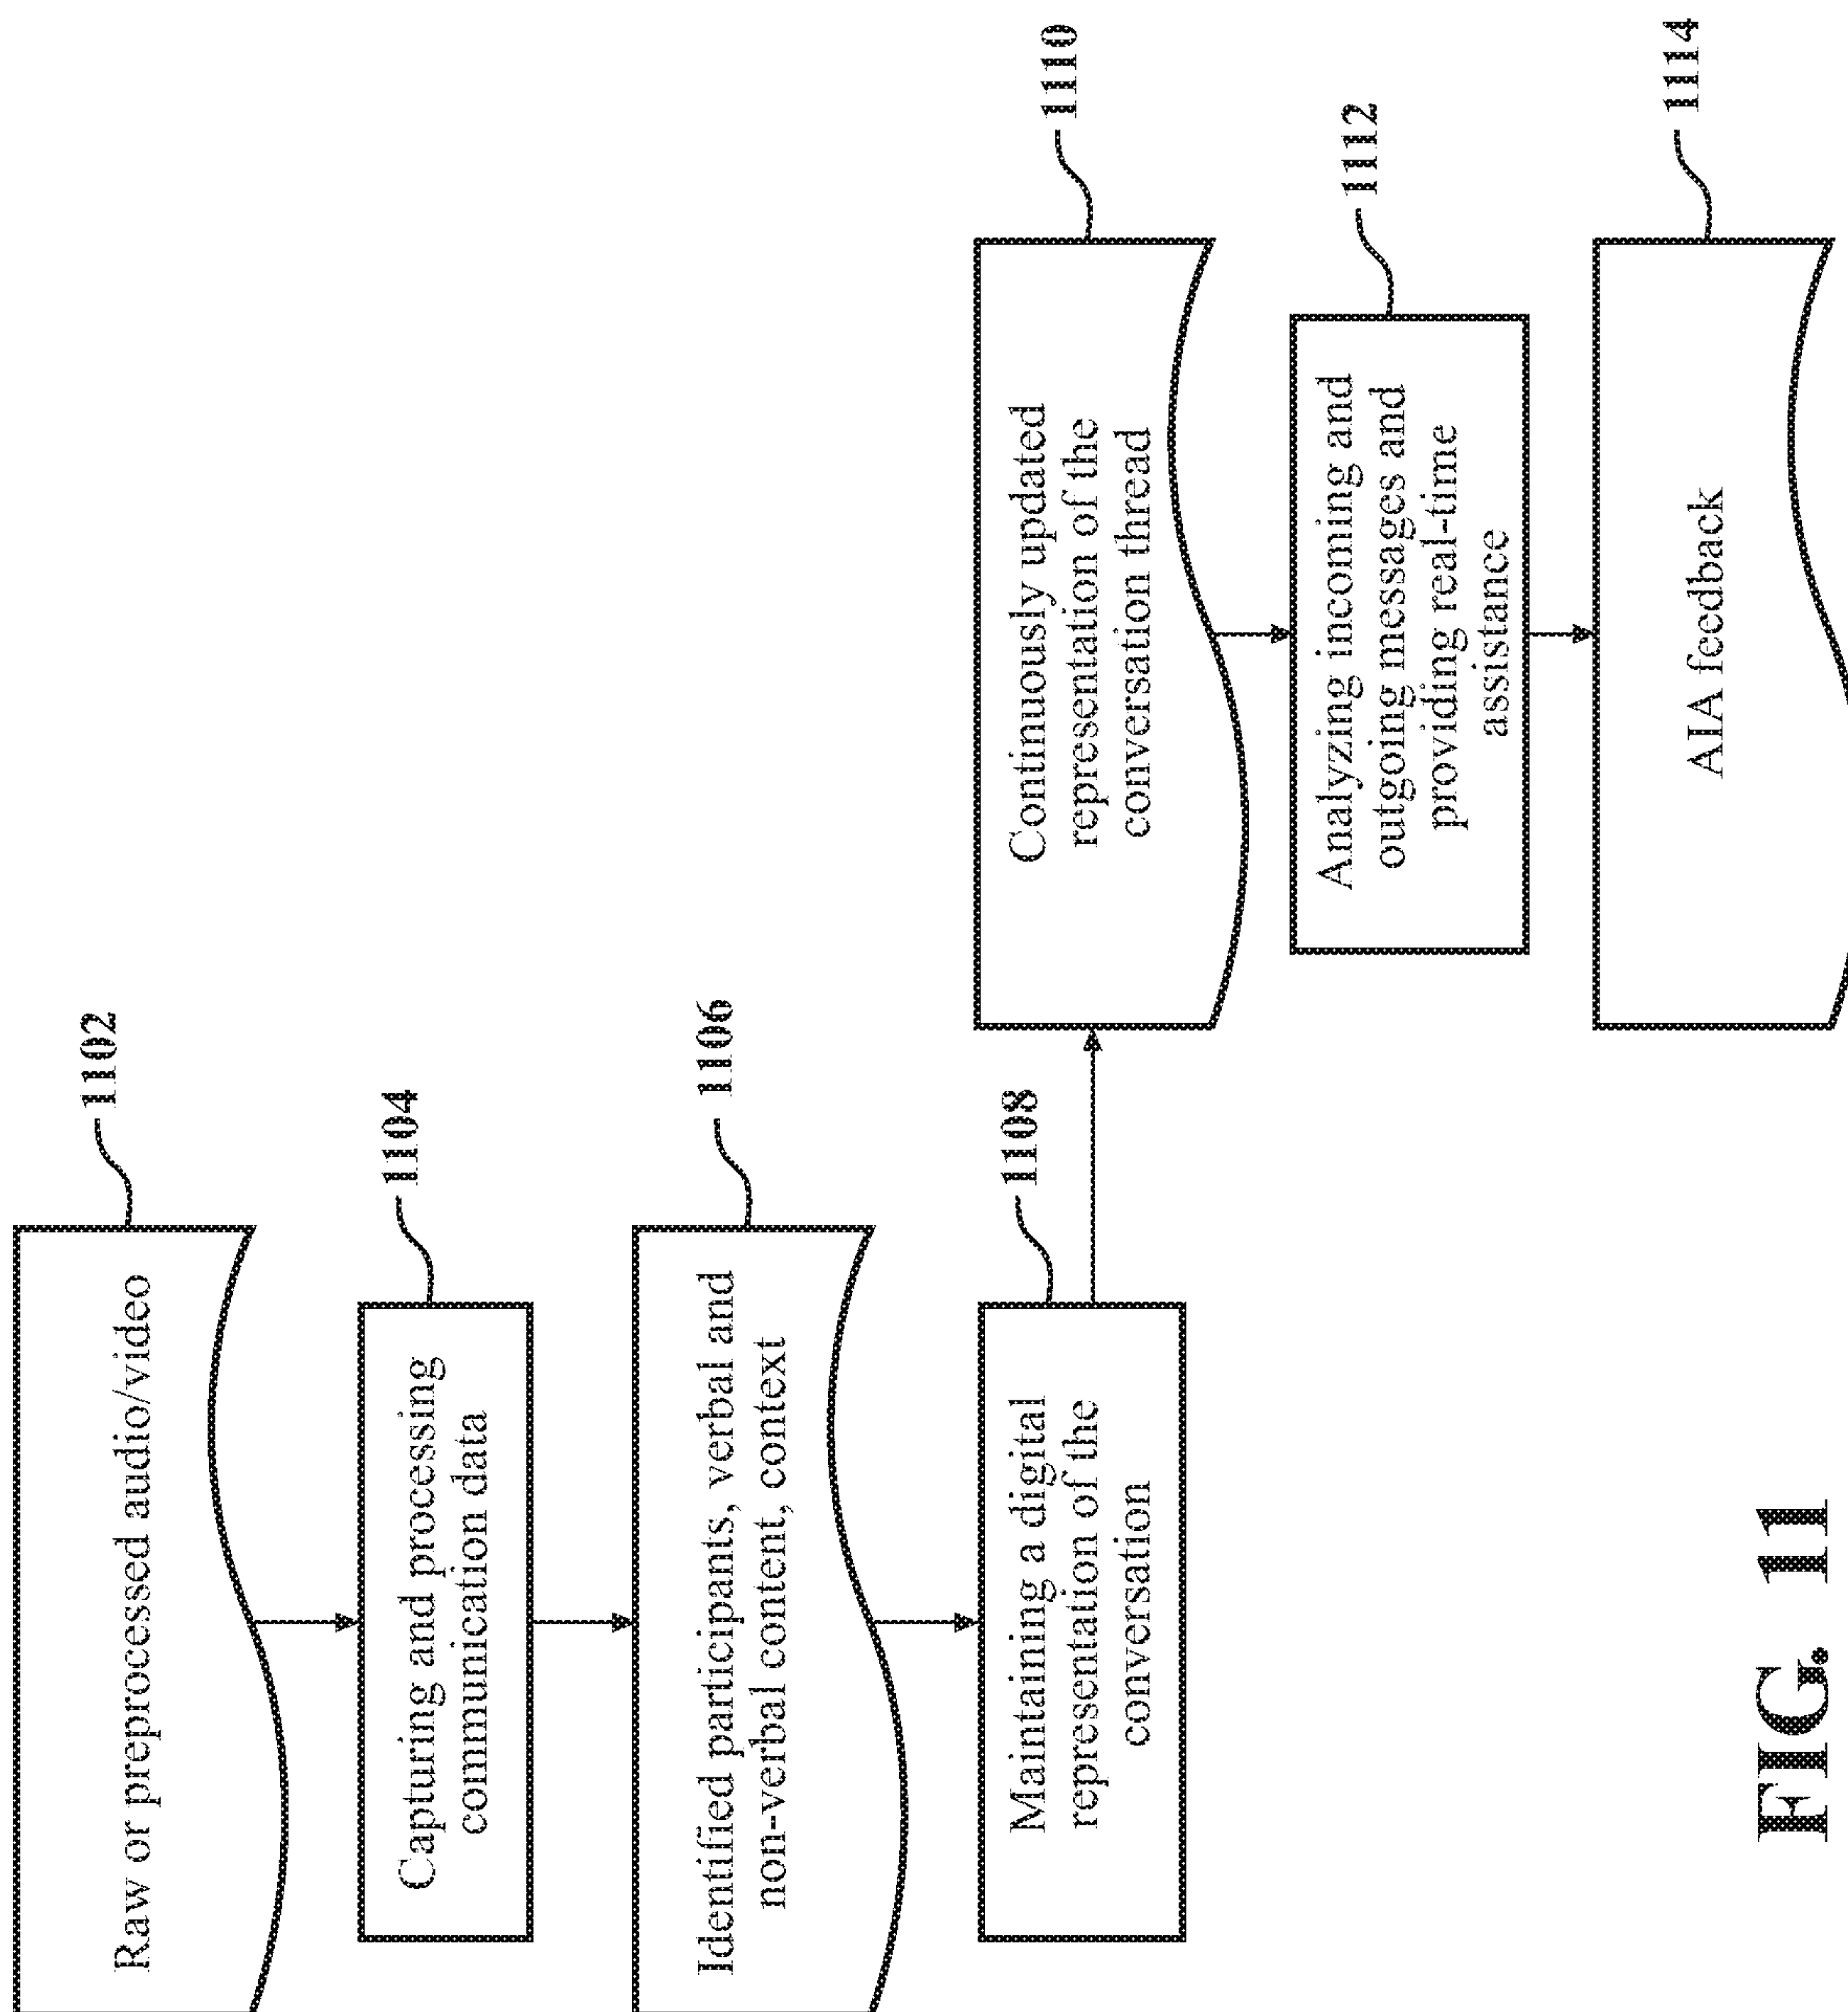 Raw or preprocessed audio/video
1102
Capturing and processing
communication data
1104
Identified participants, verbal and
non-verbal content, context
1106
Maintaining a digital
representation of the
conversation
1108
Continuously updated
representation of the
conversation thread
1110
Analyzing incoming and
outgoing messages and
providing real-time
assistance
1112
AIA feedback
1114
FIG. 11